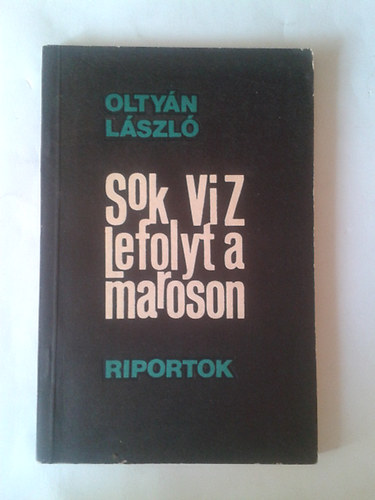 OLTYÁN
LÁSZLÓ
Sok ViZ
Lefolyt a
maroson
RIPORTOK